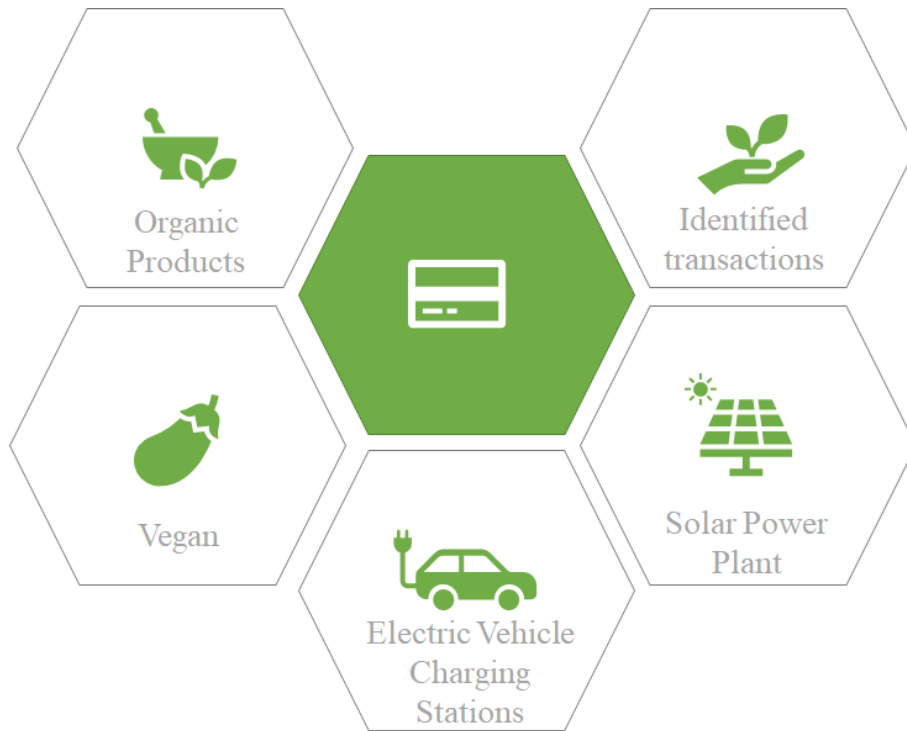 Organic
Products
Identified
transactions
Vegan
Solar Power
Plant
Electric Vehicle
Charging
Stations